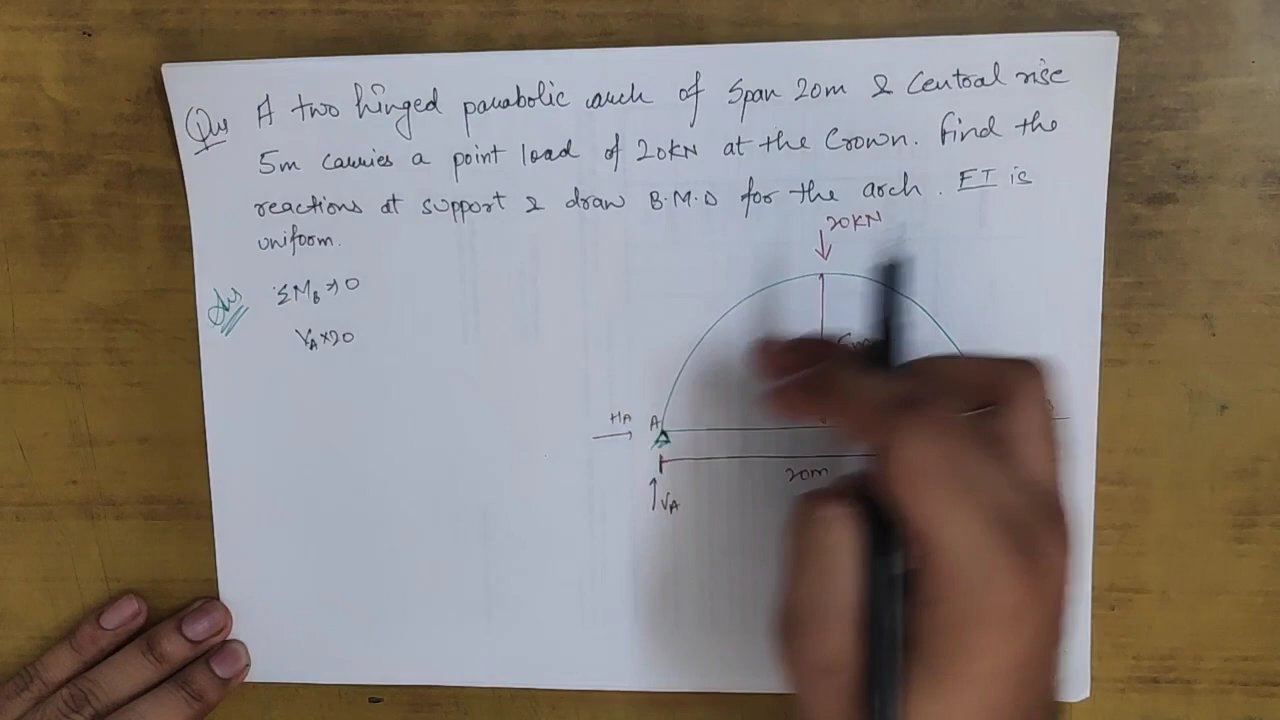 Qus A two hinged parabolic arch of span 20m & Central rise
5m carries a point load of 20KN at the Crown. Find the
reactions at support & draw B.M.D for the arch. EI is
uniform.
Ans ΣMB=0
VA×20
20KN
5m
HA
A
B
20m
VA